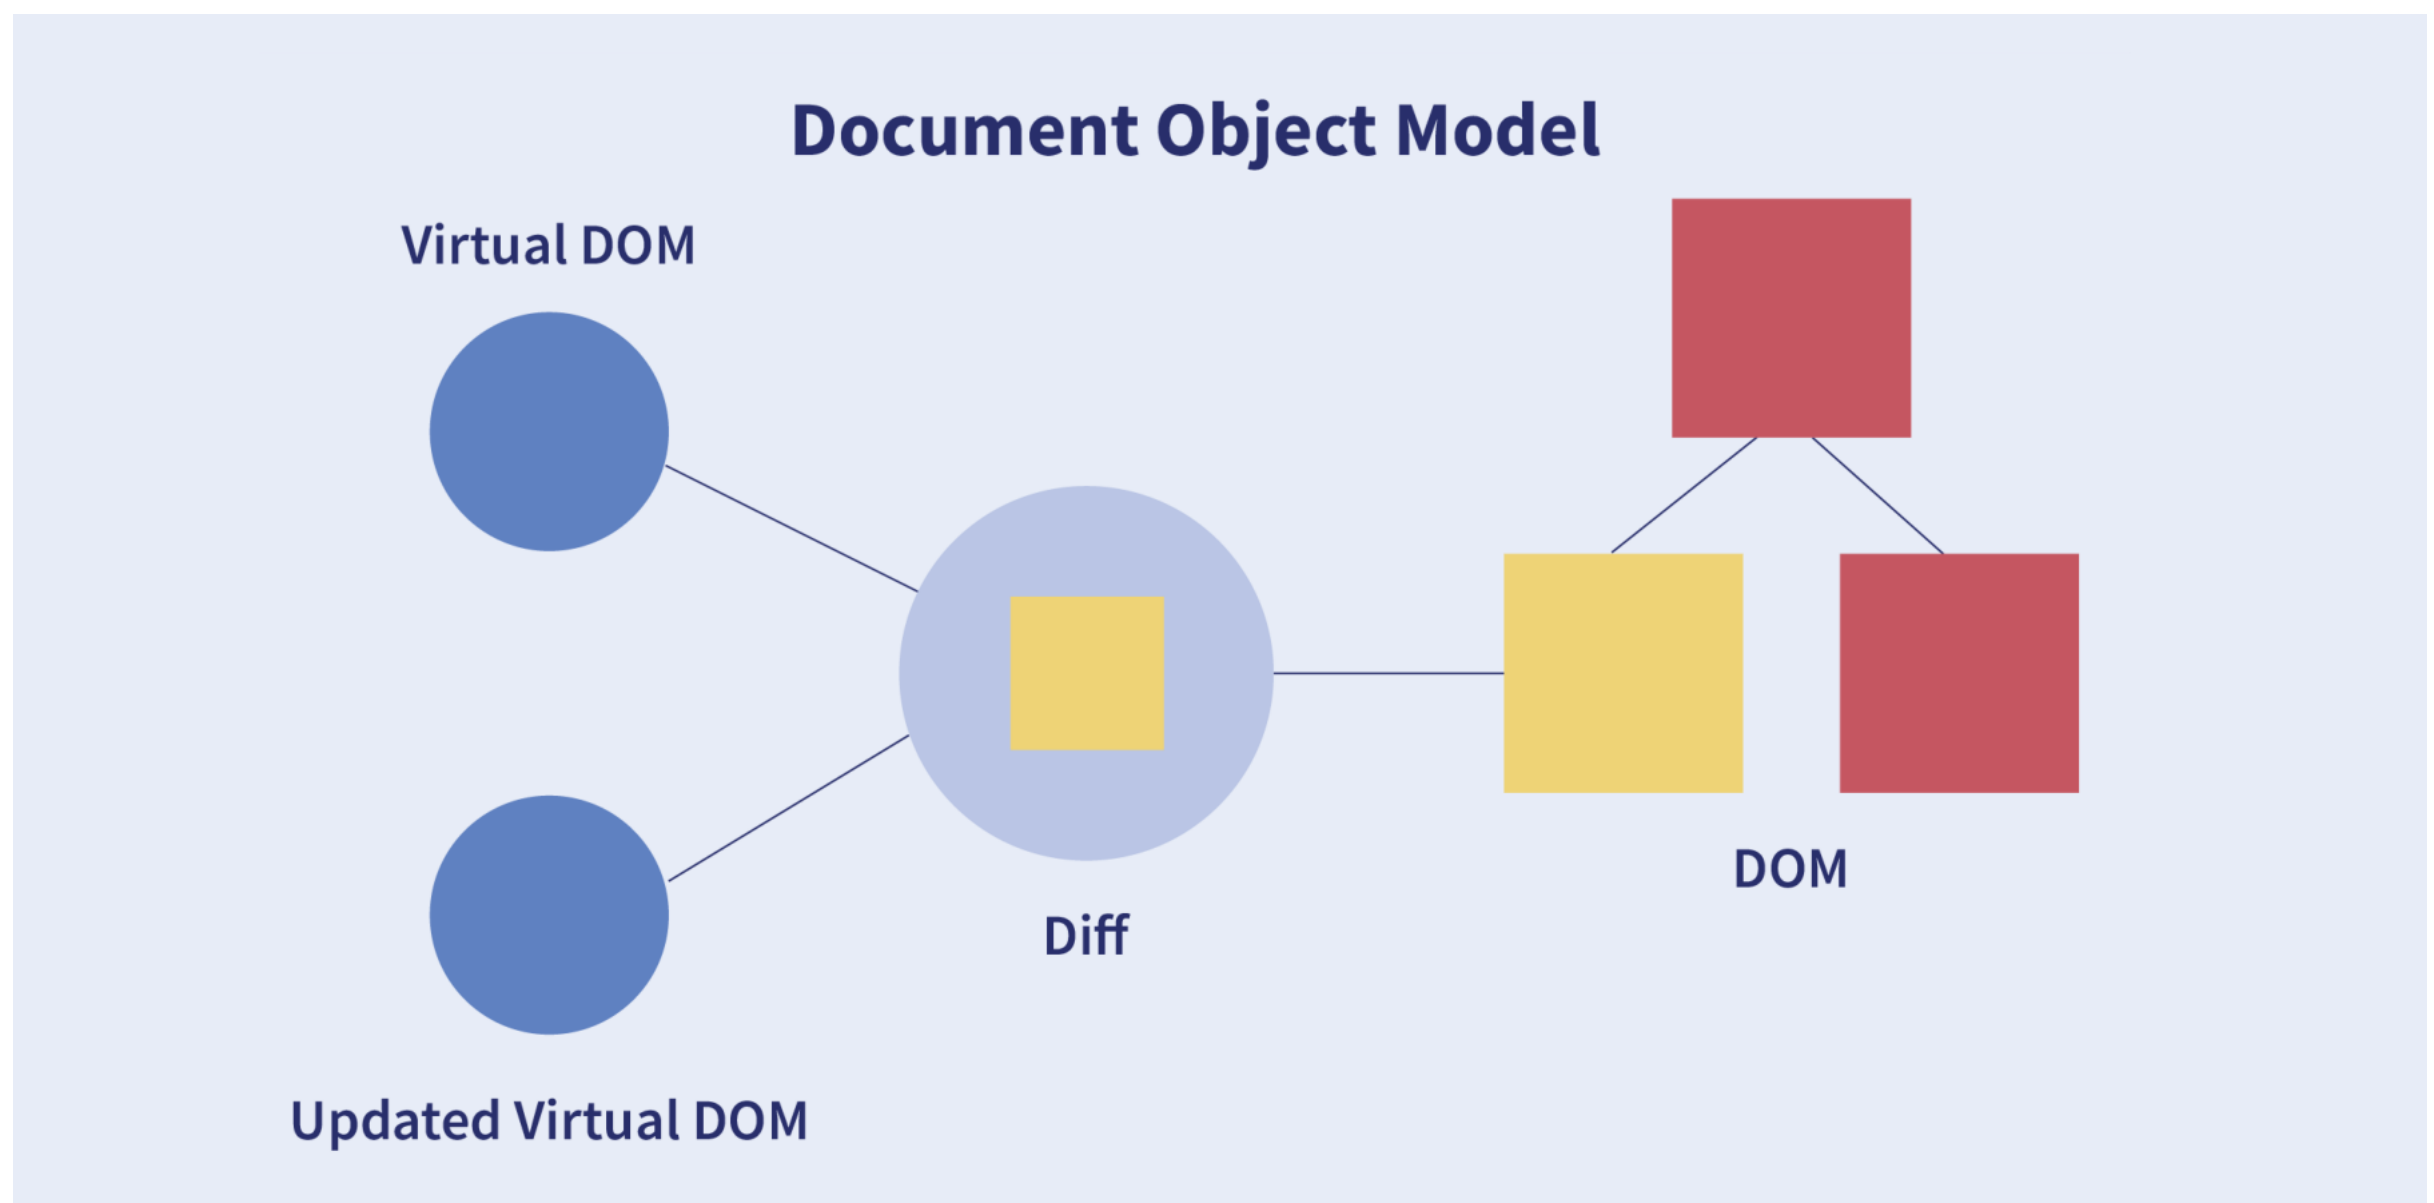 Document Object Model
Virtual DOM
DOM
Diff
Updated Virtual DOM